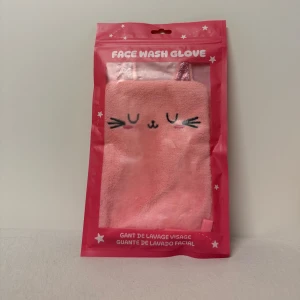 FACE WASH GLOVE
GANT DE LAVAGE VISAGE
GUANTE DE LAVADO FACIAL